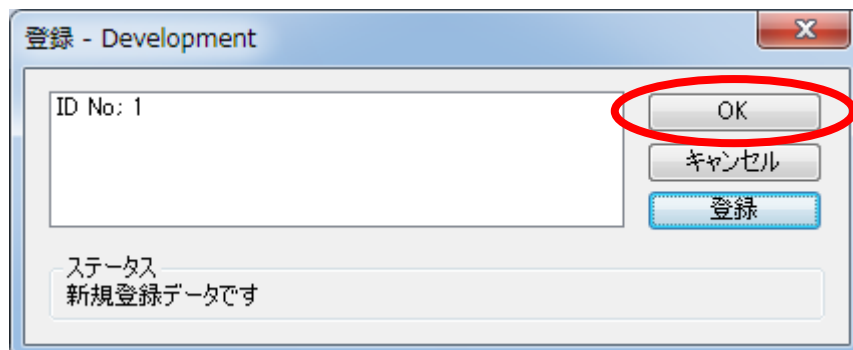 登録 - Development
ID No: 1
OK
キャンセル
登録
ステータス
新規登録データです